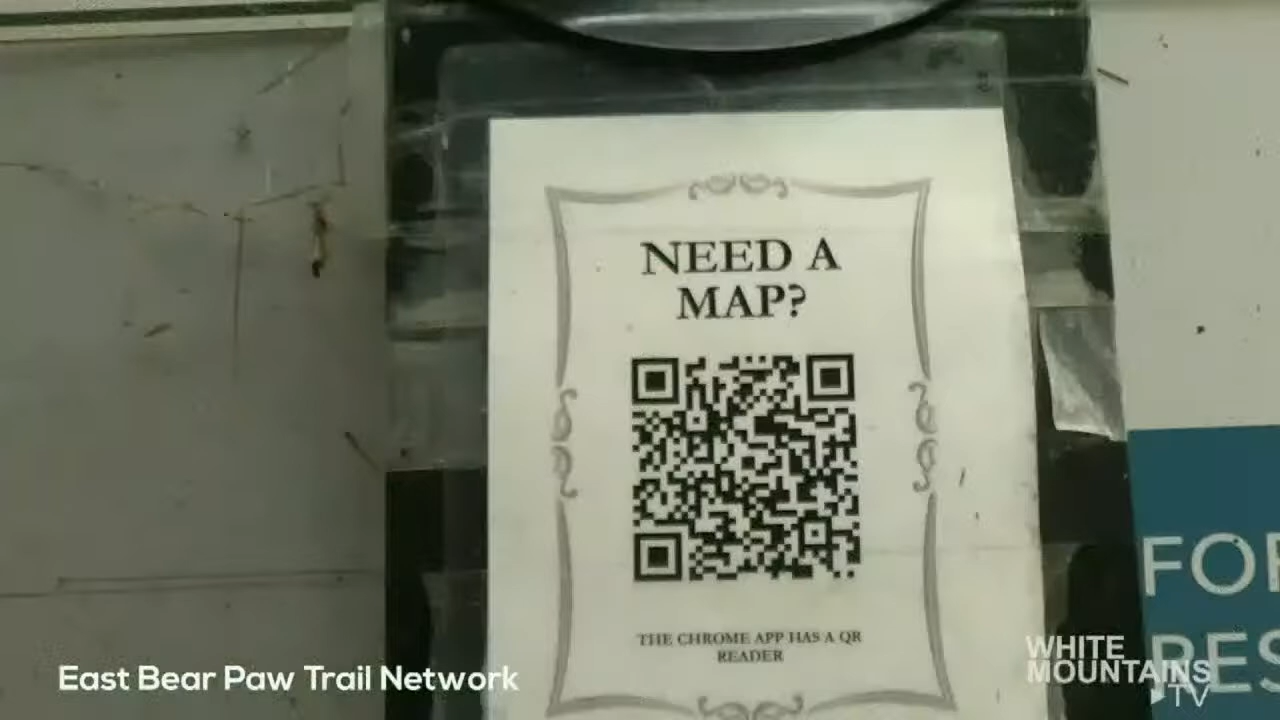 NEED A
MAP?
THE CHROME APP HAS A QR
READER
East Bear Paw Trail Network
WHITE
MOUNTAINS
TV
FOR
RES